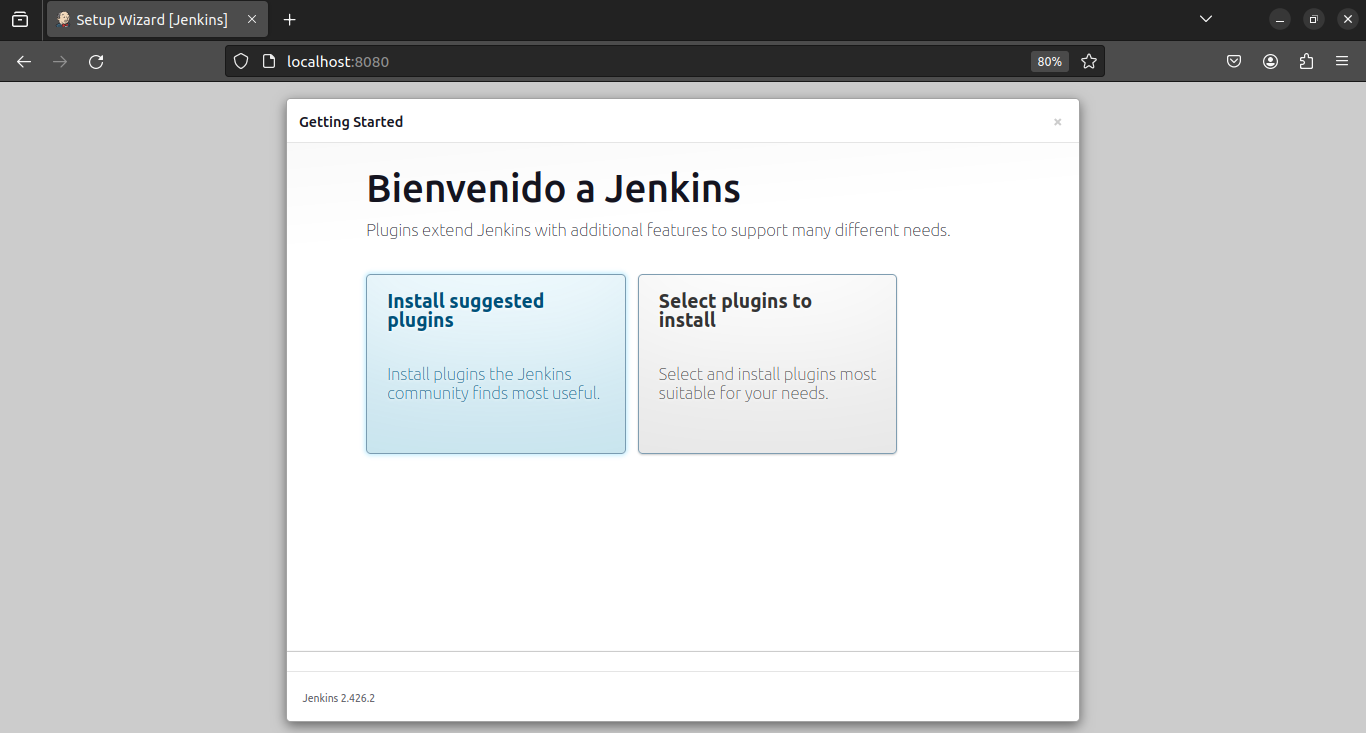 Setup Wizard [Jenkins]
localhost:8080
80%
Getting Started
Bienvenido a Jenkins
Plugins extend Jenkins with additional features to support many different needs.
Install suggested
plugins
Install plugins the Jenkins
community finds most useful.
Select plugins to
install
Select and install plugins most
suitable for your needs.
Jenkins 2.426.2